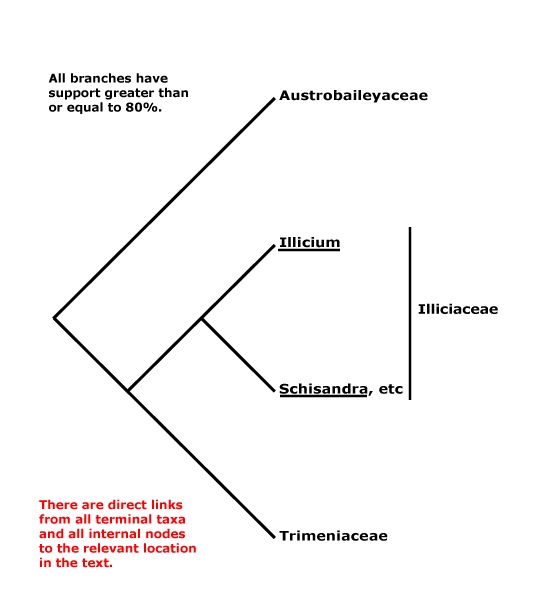 All branches have
support greater than
or equal to 80%.
Austrobaileyaceae
Illicium
Illiciaceae
Schisandra, etc
There are direct links
from all terminal taxa
and all internal nodes
to the relevant location
in the text.
Trimeniaceae